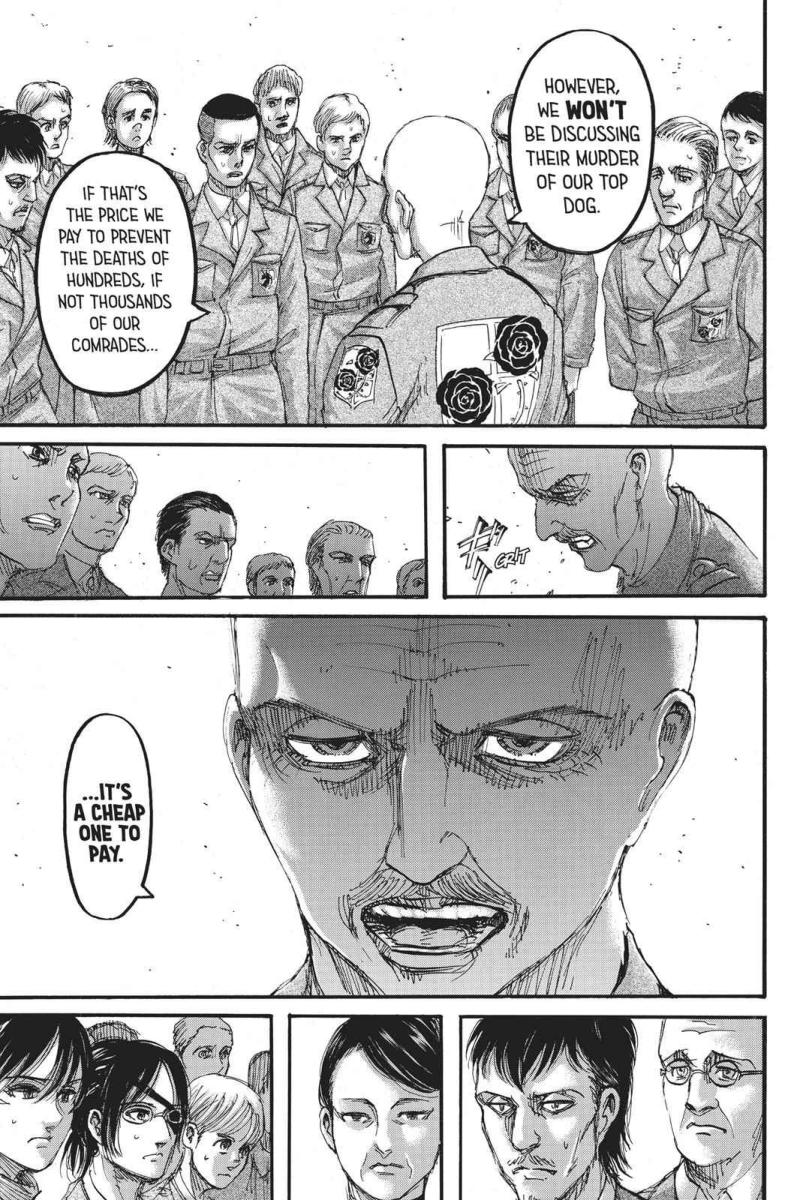 HOWEVER,
WE WON'T
BE DISCUSSING
THEIR MURDER
OF OUR TOP
DOG.
IF THAT'S
THE PRICE WE
PAY TO PREVENT
THE DEATHS OF
HUNDREDS, IF
NOT THOUSANDS
OF OUR
COMRADES...
GRIT
...IT'S
A CHEAP
ONE TO
PAY.